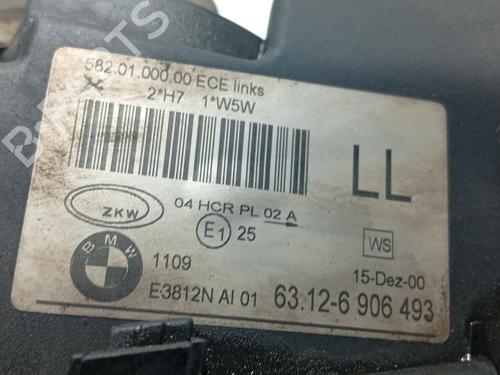 582.01.000.00 ECE links
2*H7 1*W5W
LL
ZKW
04 HCR PL 02 A
E1 25
WS
BMW
1109
15-Dez-00
E3812N AI 01 63.12-6 906 493